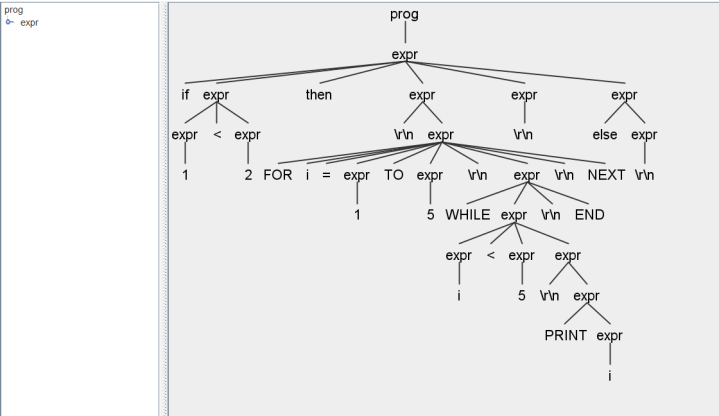 prog
expr
prog
expr
if expr then expr expr expr
expr < expr \r\n expr \r\n else expr
1 2 FOR i = expr TO expr \r\n expr \r\n NEXT \r\n
1 5 WHILE expr \r\n END
expr < expr expr
i 5 \r\n expr
PRINT expr
i